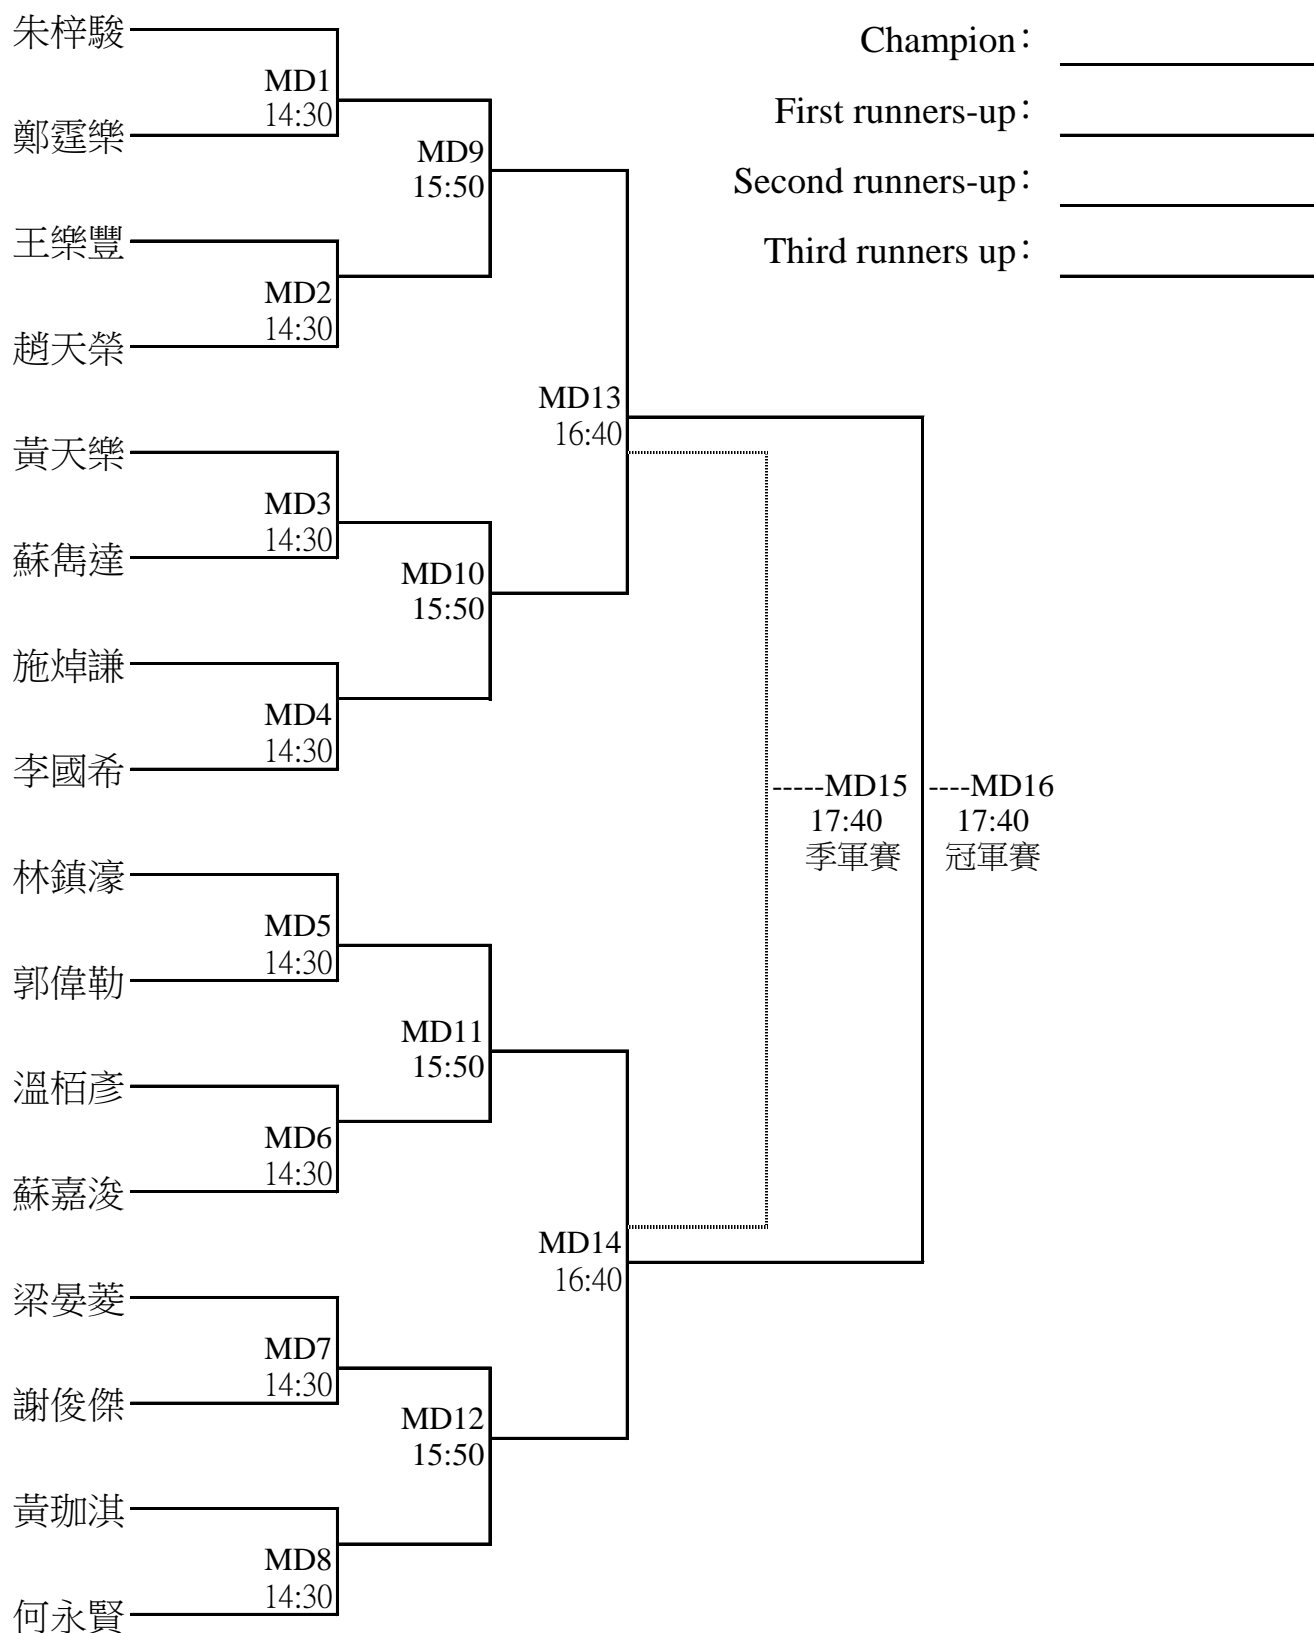 朱梓駿
Champion：
MD1
14:30
First runners-up：
鄭霆樂
MD9
15:50
Second runners-up：
王樂豐
Third runners up：
MD2
14:30
趙天榮
MD13
16:40
黃天樂
MD3
14:30
蘇雋達
MD10
15:50
施焯謙
MD4
14:30
李國希
-----MD15
17:40
季軍賽
----MD16
17:40
冠軍賽
林鎮濠
MD5
14:30
郭偉勒
MD11
15:50
溫栢彥
MD6
14:30
蘇嘉浚
MD14
16:40
梁晏菱
MD7
14:30
謝俊傑
MD12
15:50
黃珈淇
MD8
14:30
何永賢